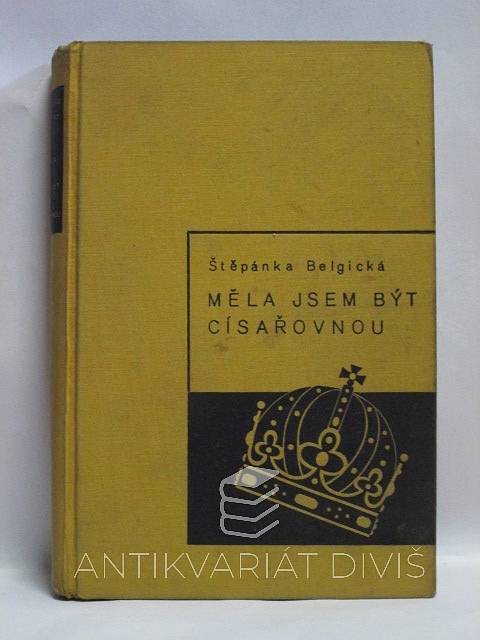 Štěpánka Belgická
MĚLA JSEM BÝT
CÍSAŘOVNOU
ANTIKVARIÁT DIVIŠ